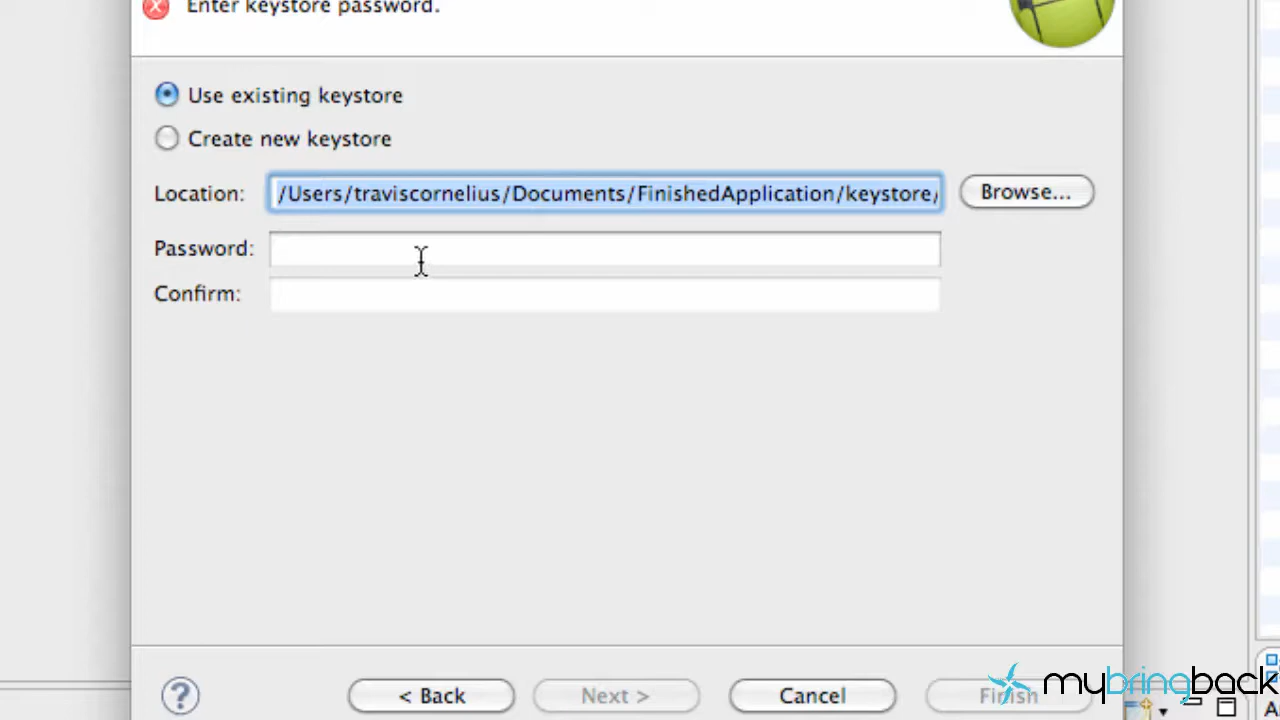 Enter keystore password.
Use existing keystore
Create new keystore
Location: /Users/traviscornelius/Documents/FinishedApplication/keystore/ Browse...
Password:
Confirm:
? < Back Next > Cancel Finish
mybringback
A